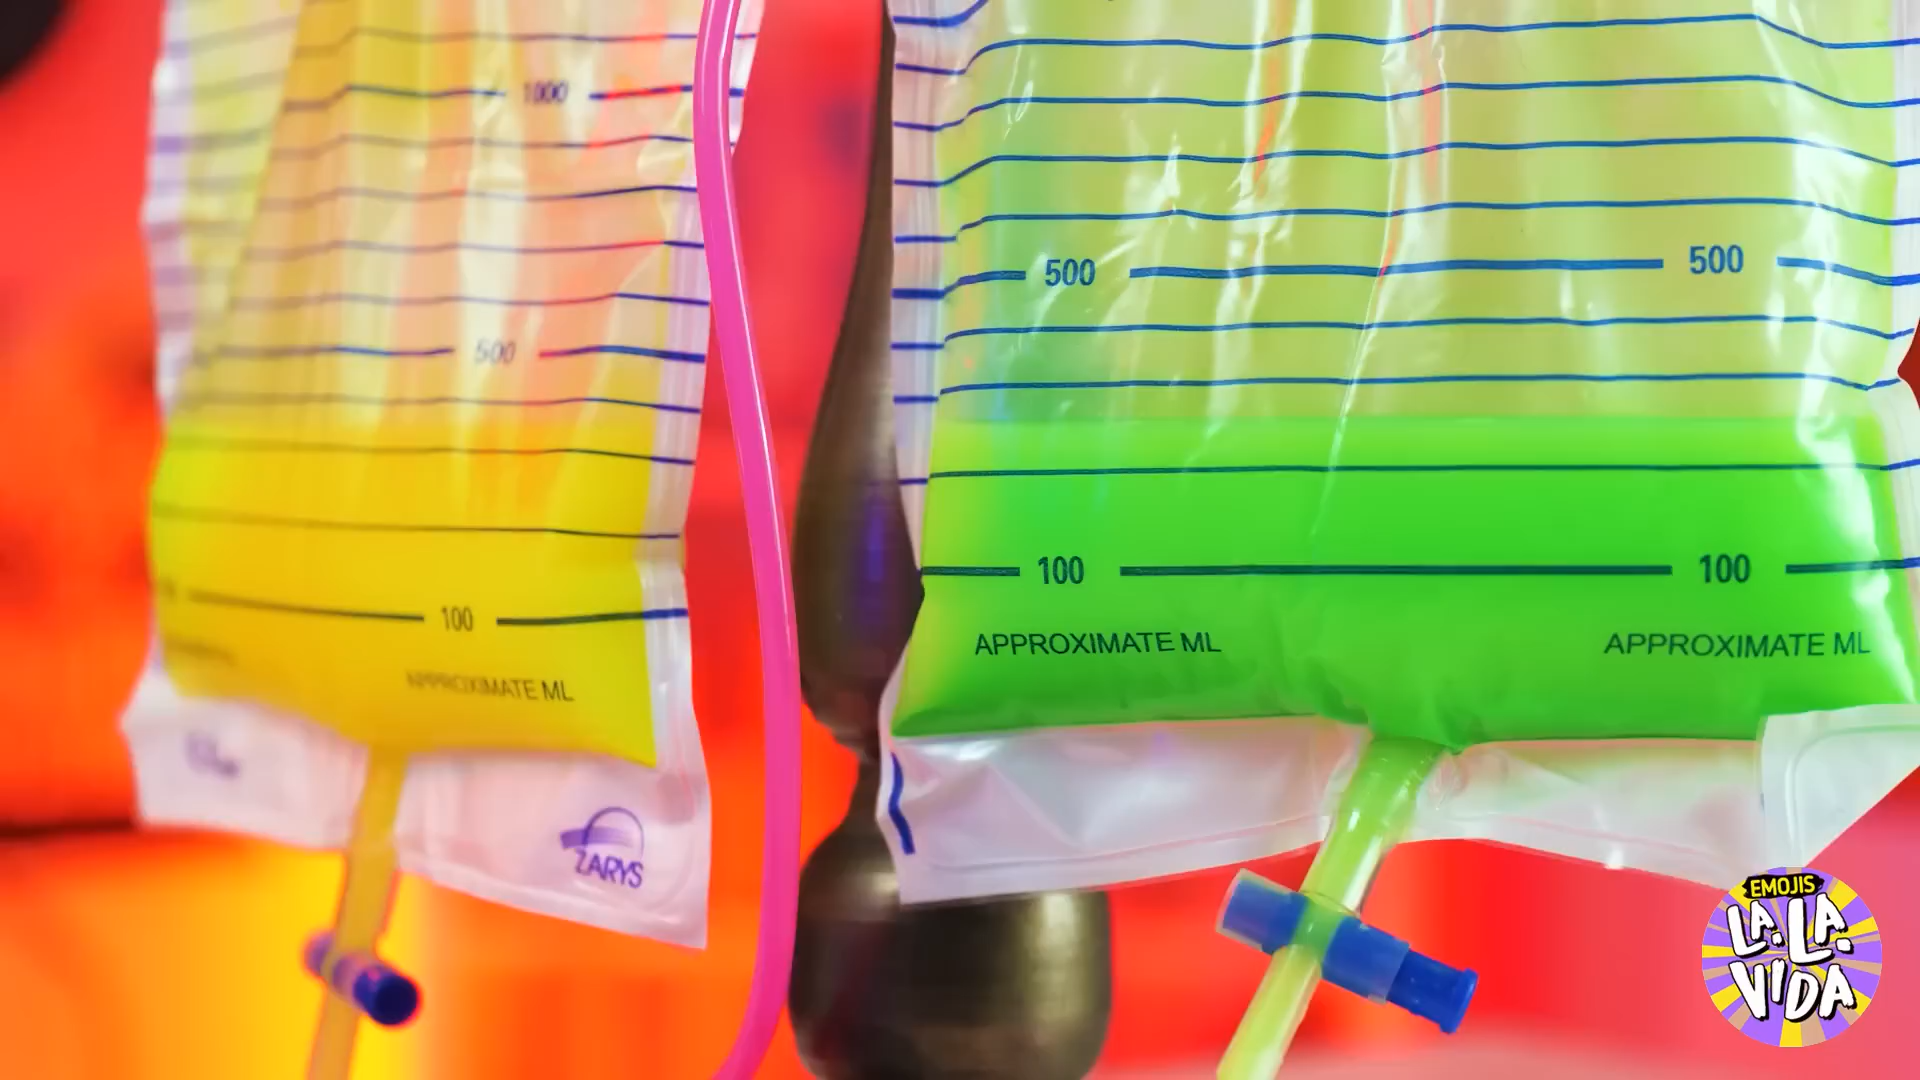 1000
500
100
APPROXIMATE ML
ZARYS
500 500
100 100
APPROXIMATE ML APPROXIMATE ML
EMOJIS
LA.LA.
VIDA